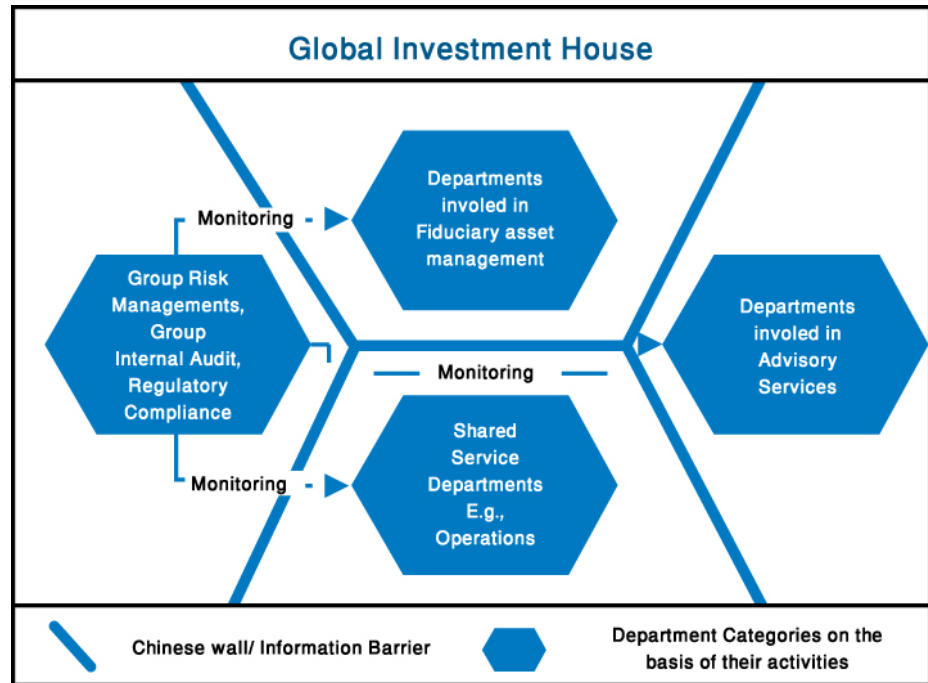 Global Investment House
Departments
involed in
Fiduciary asset
management
Monitoring
Group Risk
Managements,
Group
Internal Audit,
Regulatory
Compliance
Departments
involed in
Advisory
Services
Monitoring
Monitoring
Shared
Service
Departments
E.g.,
Operations
Chinese wall/ Information Barrier
Department Categories on the
basis of their activities